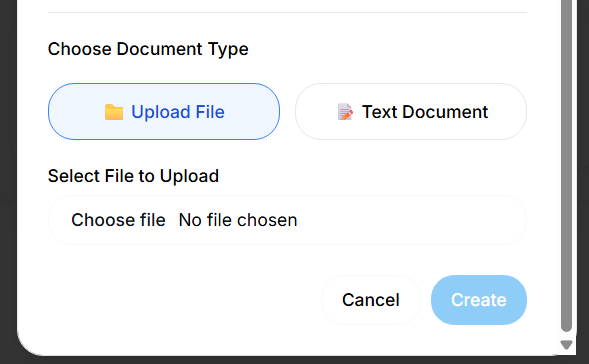 Choose Document Type
📁 Upload File
📝 Text Document
Select File to Upload
Choose file No file chosen
Cancel
Create